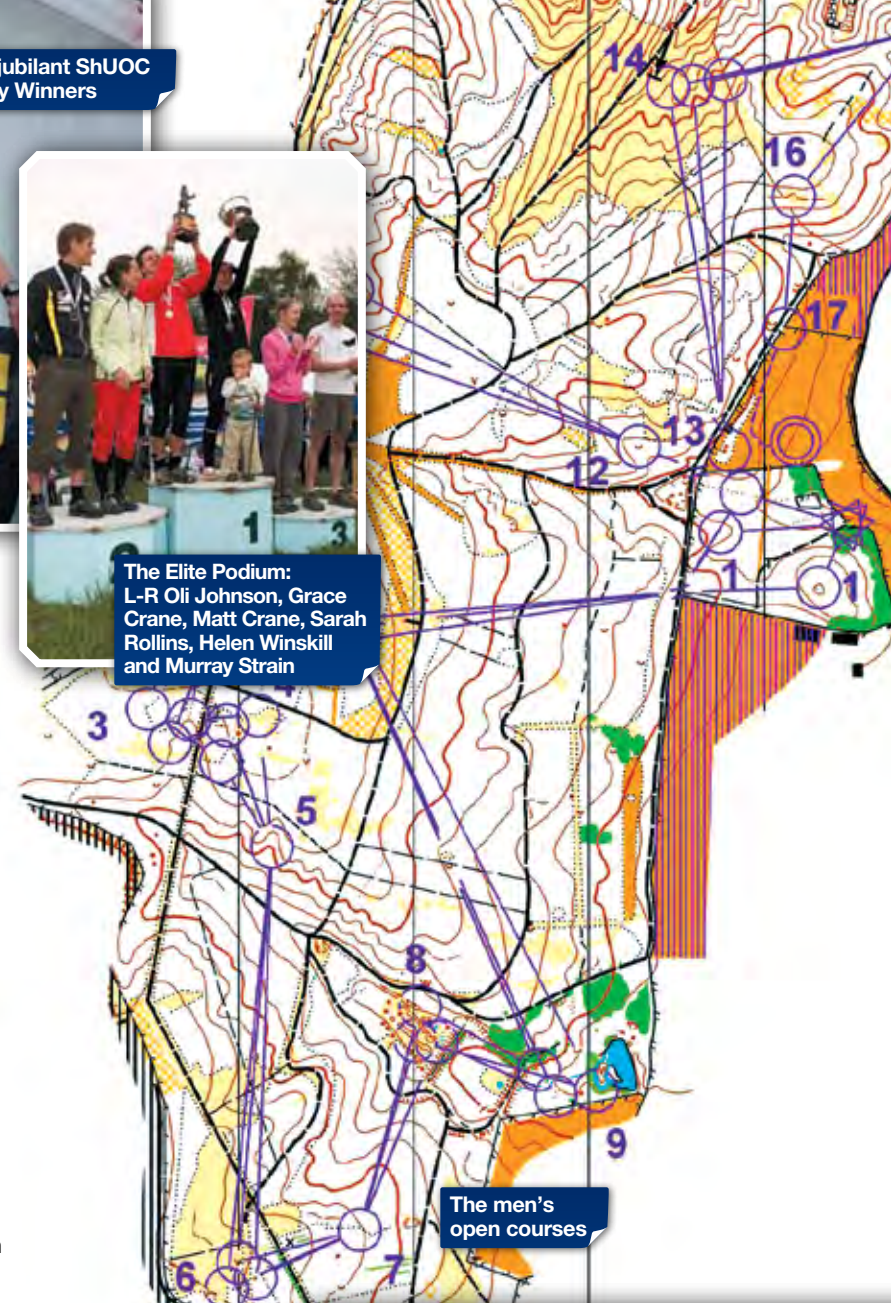 jubilant ShUOC
y Winners
14
16
17
13
12
1
3
The Elite Podium:
L-R Oli Johnson, Grace
Crane, Matt Crane, Sarah
Rollins, Helen Winskill
and Murray Strain
1
1
3
5
8
9
The men's
open courses
7
6